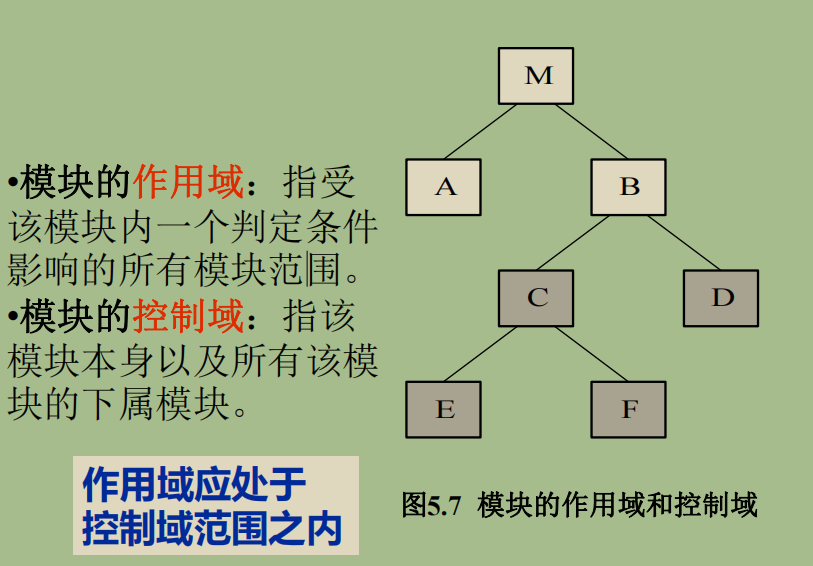 •模块的作用域：指受
该模块内一个判定条件
影响的所有模块范围。
•模块的控制域：指该
模块本身以及所有该模
块的下属模块。
作用域应处于
控制域范围之内
M
A
B
C
D
E
F
图5.7 模块的作用域和控制域